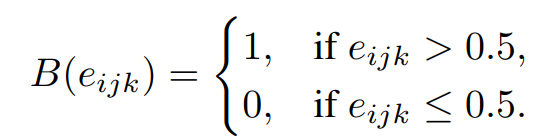 B(e_{ijk}) = \begin{cases} 1, & \text{if } e_{ijk} > 0.5, \\ 0, & \text{if } e_{ijk} \leq 0.5. \end{cases}